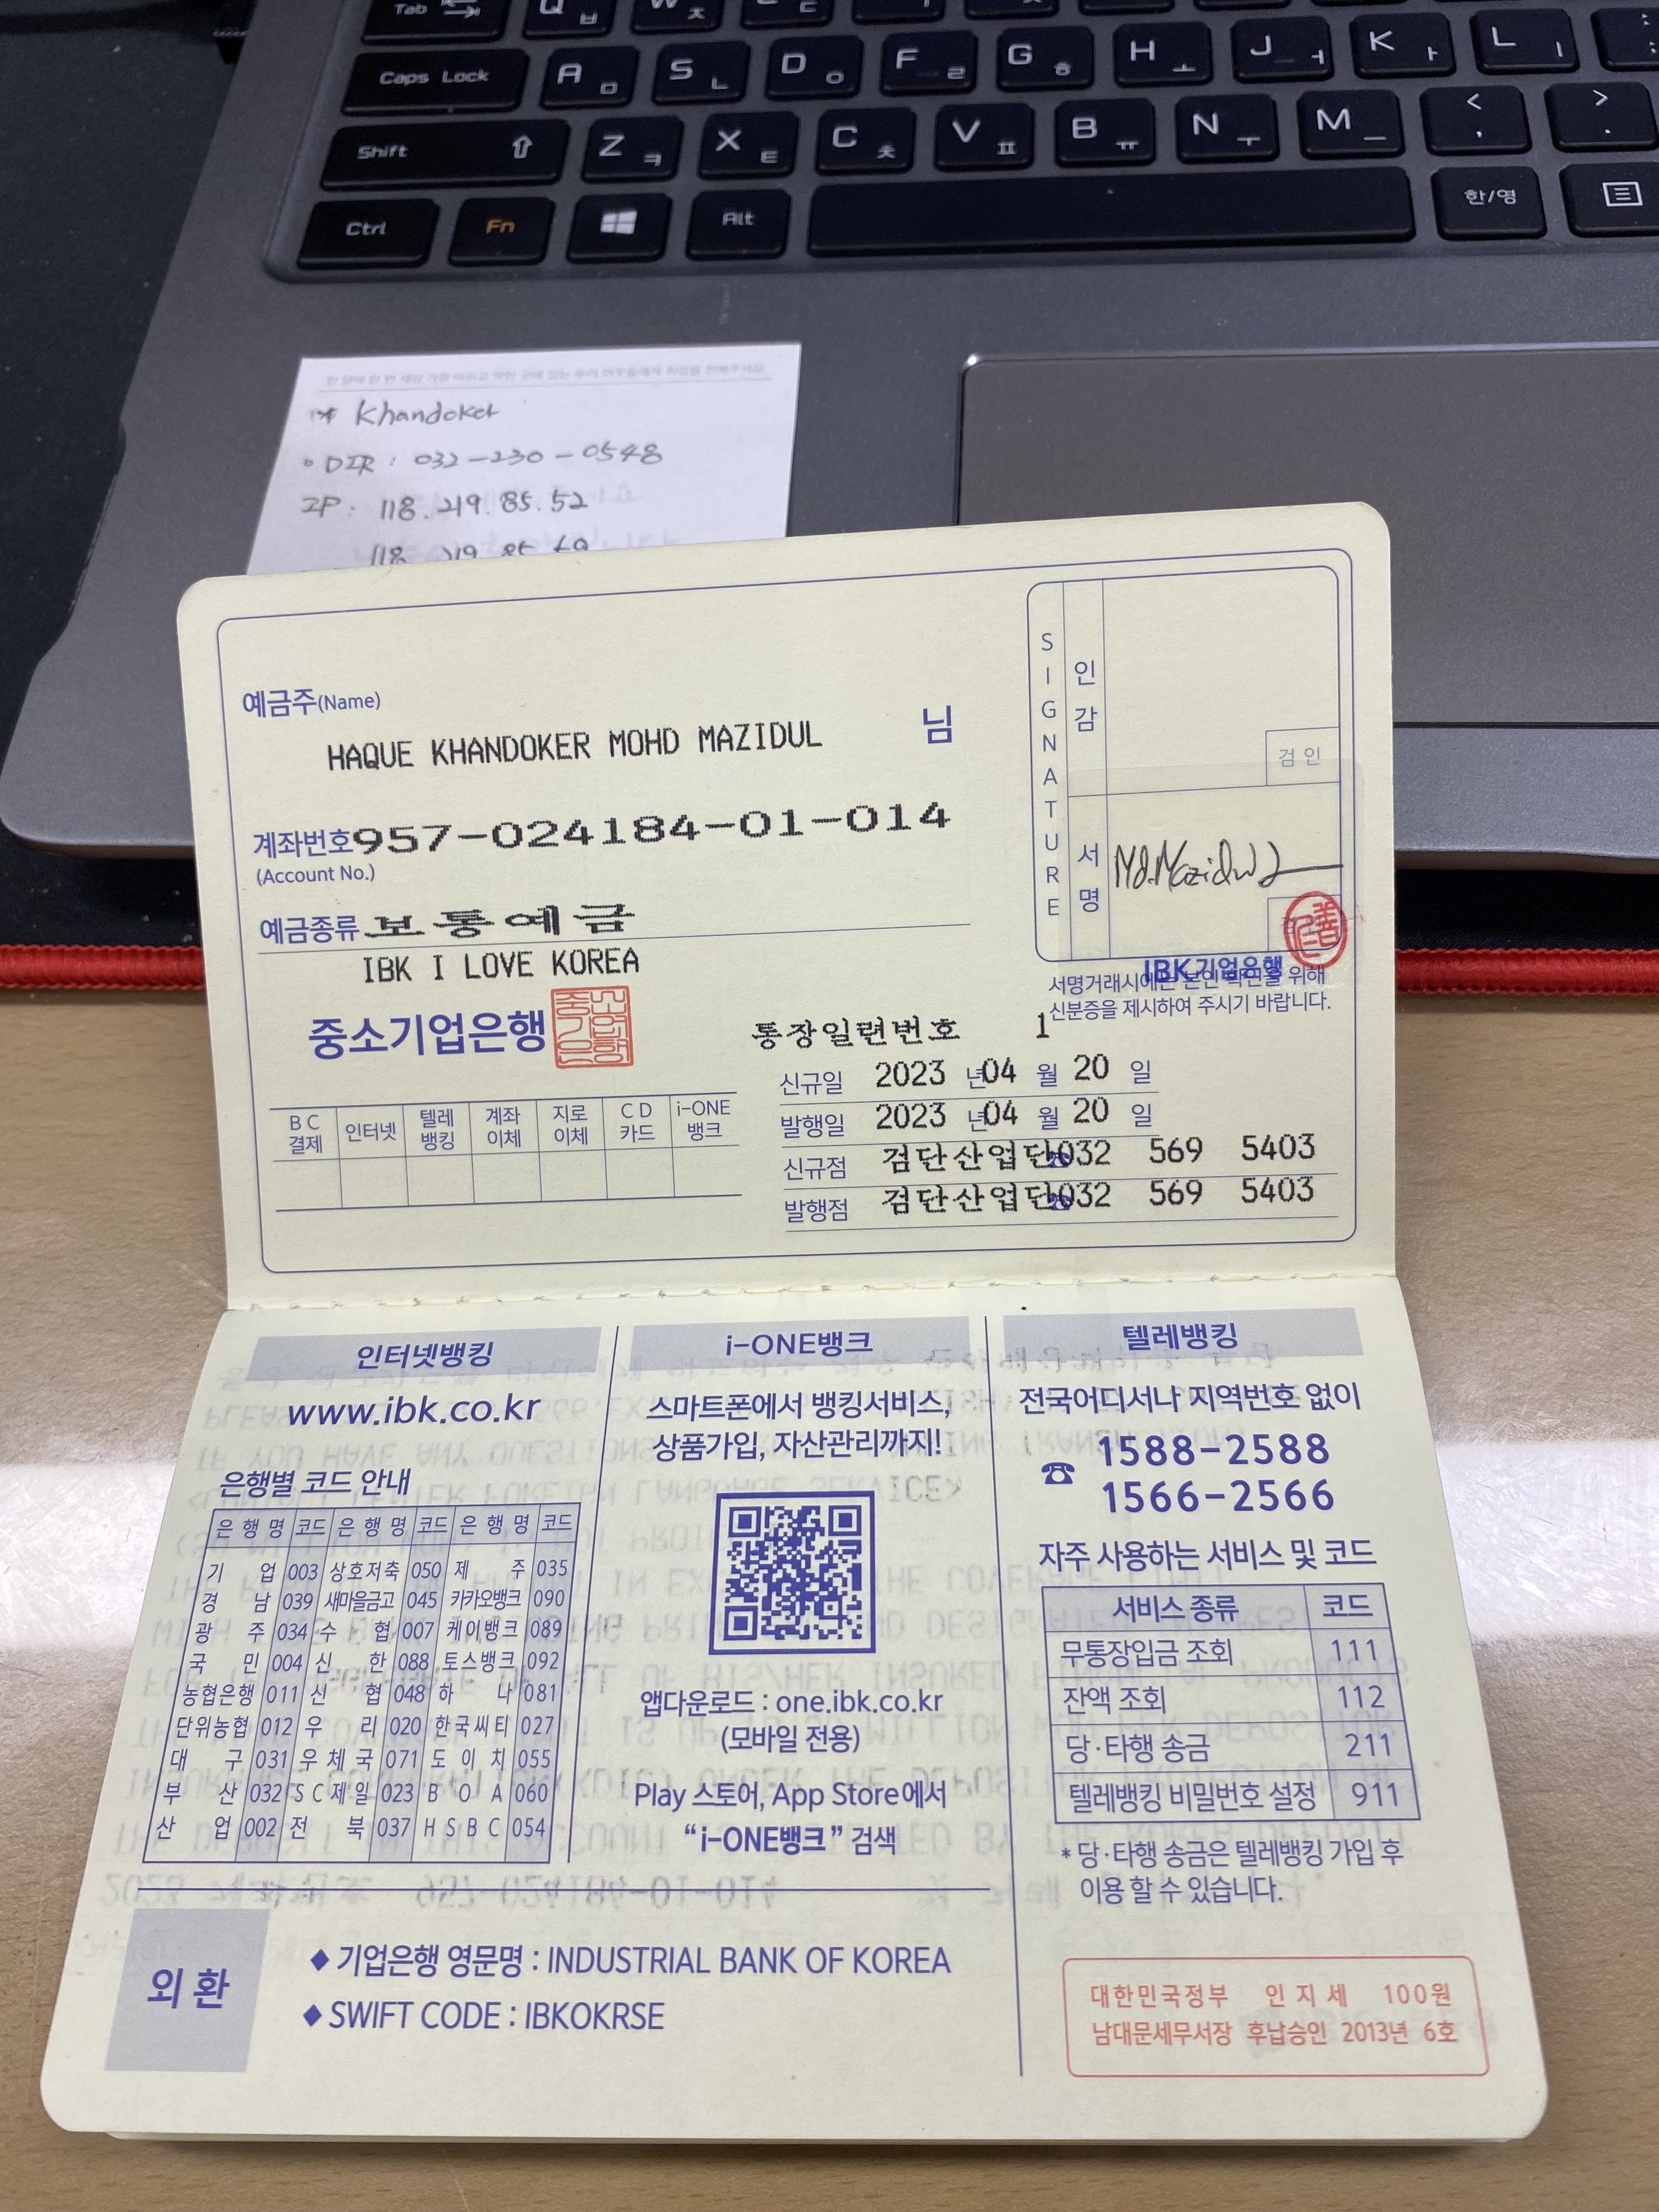 Tab
Q ㅂ W ㅈ
Caps Lock A ㅁ S ㄴ D ㅇ F ㄹ G ㅎ H ㅗ J ㅓ K ㅏ L ㅣ
Shift Z ㅋ X ㅌ C ㅊ V ㅍ B ㅠ N ㅜ M ㅡ < , > .
Ctrl Fn Alt 한/영
* Khandoker
DIR : 032-230-0548
IP : 118.219.85.52
예금주(Name)
HAQUE KHANDOKER MOHD MAZIDUL 님
계좌번호 957-024184-01-014
(Account No.)
예금종류 보통예금
IBK I LOVE KOREA
중소기업은행
SIGNATURE
인감
검인
서명
Md.Mazidul
IBK기업은행
서명거래시에는 본인 확인을 위해
신분증을 제시하여 주시기 바랍니다.
통장일련번호 1
신규일 2023 년 04 월 20 일
발행일 2023 년 04 월 20 일
신규점 검단산업단 ☎ 032 569 5403
발행점 검단산업단 ☎ 032 569 5403
BC 결제 인터넷 텔레 뱅킹 계좌 이체 지로 이체 CD 카드 i-ONE 뱅크
인터넷뱅킹
www.ibk.co.kr
은행별 코드 안내
은행명 코드 은행명 코드 은행명 코드
기업 003 상호저축 050 제주 035
경남 039 새마을금고 045 카카오뱅크 090
광주 034 수협 007 케이뱅크 089
국민 004 신한 088 토스뱅크 092
농협은행 011 신협 048 하나 081
단위농협 012 우리 020 한국씨티 027
대구 031 우체국 071 도이치 055
부산 032 SC제일 023 BOA 060
산업 002 전북 037 HSBC 054
i-ONE뱅크
스마트폰에서 뱅킹서비스,
상품가입, 자산관리까지!
앱다운로드 : one.ibk.co.kr
(모바일 전용)
Play 스토어, App Store에서
“i-ONE뱅크” 검색
텔레뱅킹
전국어디서나 지역번호 없이
☎ 1588-2588
1566-2566
자주 사용하는 서비스 및 코드
서비스 종류 코드
무통장입금 조회 111
잔액 조회 112
당·타행 송금 211
텔레뱅킹 비밀번호 설정 911
* 당·타행 송금은 텔레뱅킹 가입 후
이용 할 수 있습니다.
외환
◆ 기업은행 영문명 : INDUSTRIAL BANK OF KOREA
◆ SWIFT CODE : IBKOKRSE
대한민국정부 인지세 100원
남대문세무서장 후납승인 2013년 6호